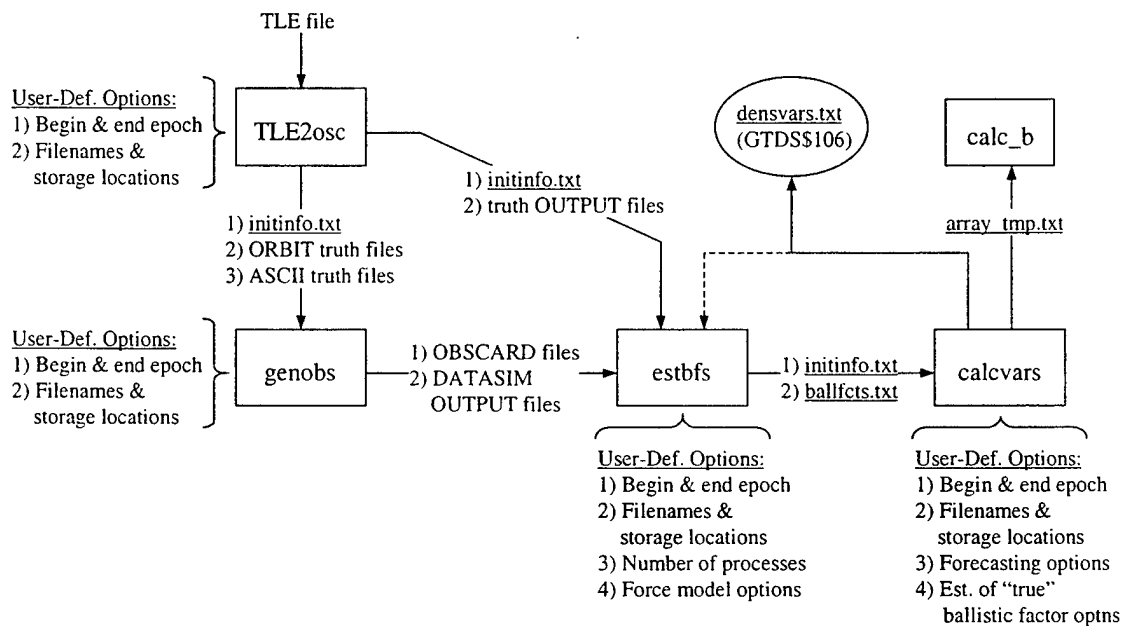 TLE file
User-Def. Options:
1) Begin & end epoch
2) Filenames &
storage locations
TLE2osc
densvars.txt
(GTDS$106)
calc_b
1) initinfo.txt
2) truth OUTPUT files
array_tmp.txt
1) initinfo.txt
2) ORBIT truth files
3) ASCII truth files
User-Def. Options:
1) Begin & end epoch
2) Filenames &
storage locations
genobs
1) OBSCARD files
2) DATASIM
OUTPUT files
estbfs
1) initinfo.txt
2) ballfcts.txt
calcvars
User-Def. Options:
1) Begin & end epoch
2) Filenames &
storage locations
3) Number of processes
4) Force model options
User-Def. Options:
1) Begin & end epoch
2) Filenames &
storage locations
3) Forecasting options
4) Est. of “true”
ballistic factor optns